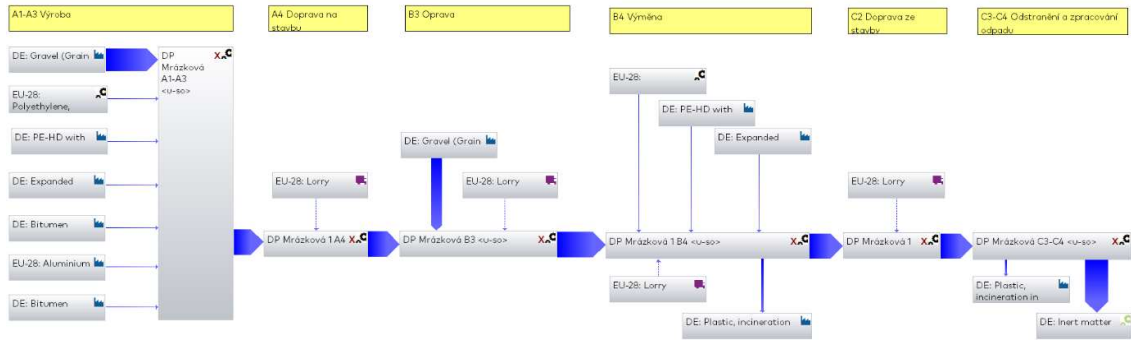 A1-A3 Výroba
A4 Doprava na
stavbu
B3 Oprava
B4 Výměna
C2 Doprava ze
stavby
C3-C4 Odstranění a zpracování
odpadu
DE: Gravel (Grain
EU-28:
Polyethylene,
DE: PE-HD with
DE: Expanded
DE: Bitumen
EU-28: Aluminium
DE: Bitumen
DP
Mrázková
A1-A3
<u-so>
EU-28: Lorry
DP Mrázková 1 A4
DE: Gravel (Grain
EU-28: Lorry
DP Mrázková B3 <u-so>
EU-28:
DE: PE-HD with
DE: Expanded
DP Mrázková 1 B4 <u-so>
EU-28: Lorry
DE: Plastic, incineration
EU-28: Lorry
DP Mrázková 1
DP Mrázková C3-C4 <u-so>
DE: Plastic,
incineration in
DE: Inert matter